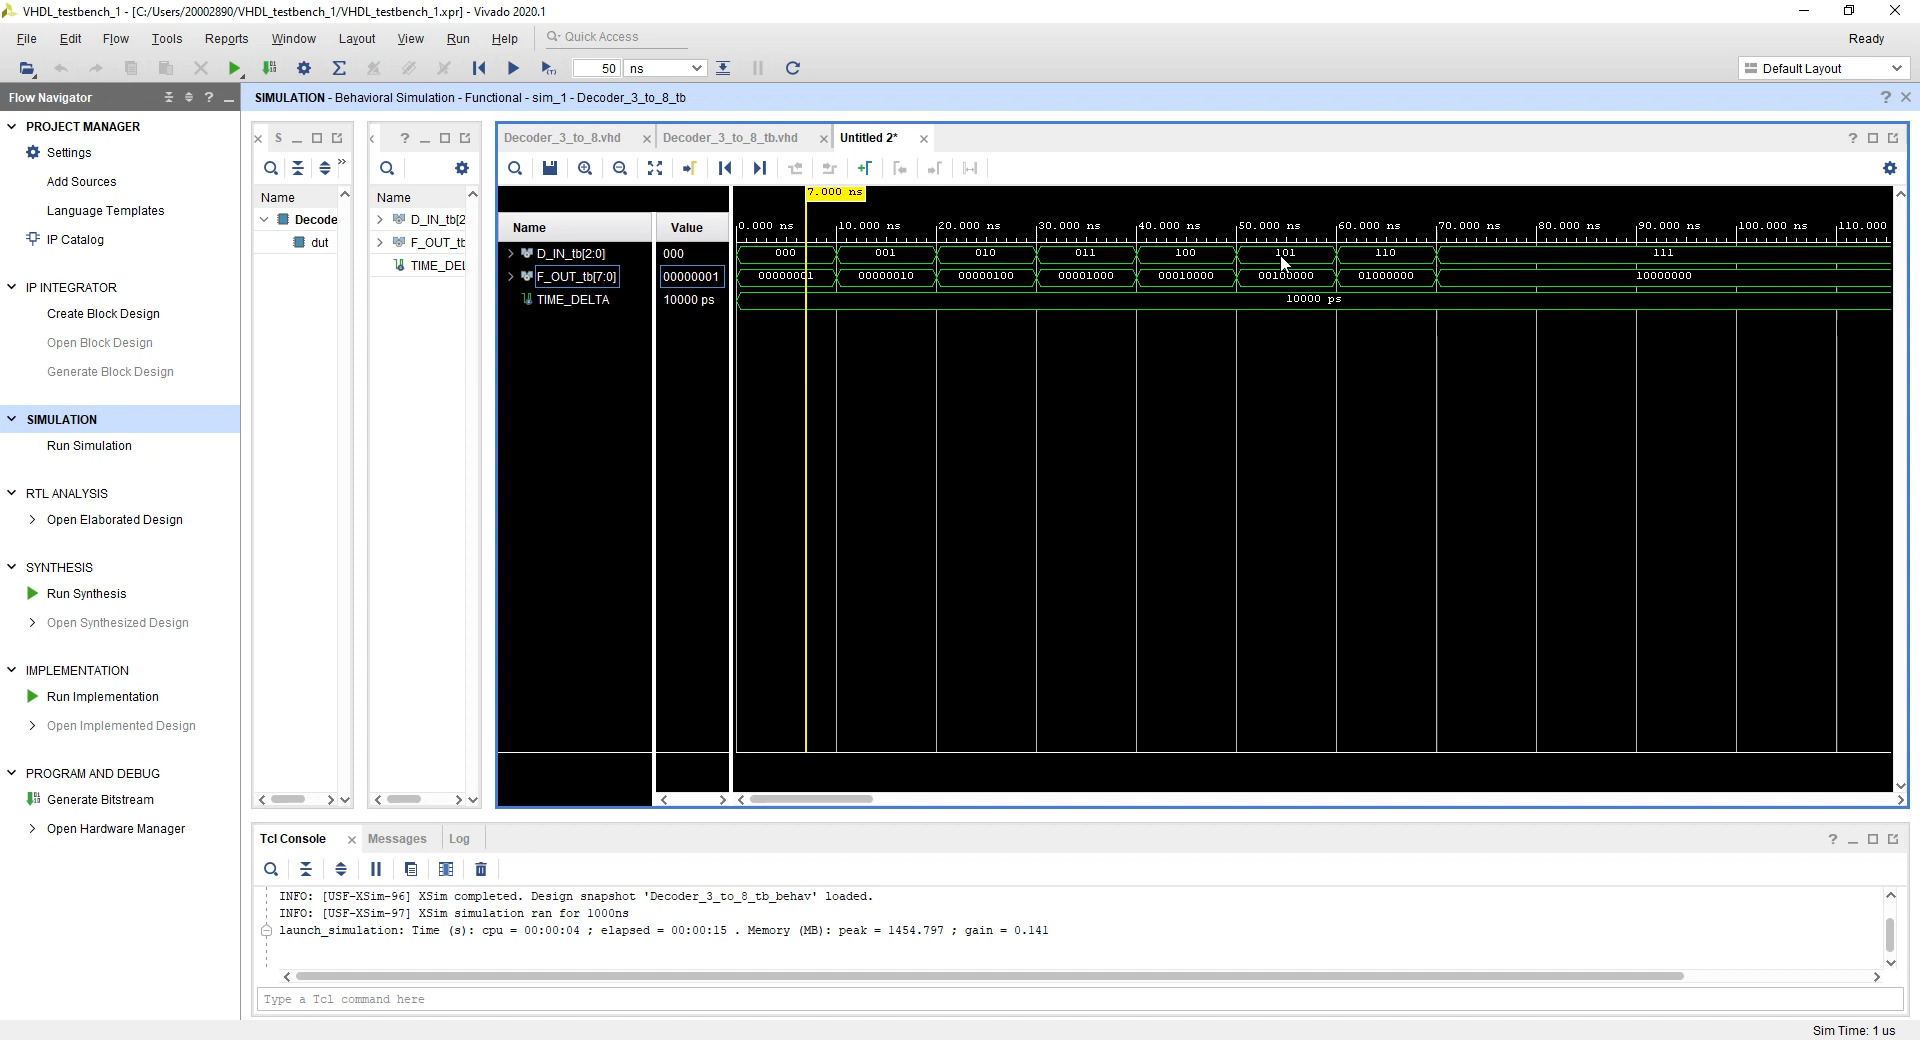 VHDL_testbench_1 - [C:/Users/20002890/VHDL_testbench_1/VHDL_testbench_1.xpr] - Vivado 2020.1
File Edit Flow Tools Reports Window Layout View Run Help Quick Access Ready
50 ns Default Layout
Flow Navigator
SIMULATION - Behavioral Simulation - Functional - sim_1 - Decoder_3_to_8_tb
PROJECT MANAGER
Settings
Add Sources
Language Templates
IP Catalog
IP INTEGRATOR
Create Block Design
Open Block Design
Generate Block Design
SIMULATION
Run Simulation
RTL ANALYSIS
Open Elaborated Design
SYNTHESIS
Run Synthesis
Open Synthesized Design
IMPLEMENTATION
Run Implementation
Open Implemented Design
PROGRAM AND DEBUG
Generate Bitstream
Open Hardware Manager
S
Name
Decode
dut
Name
D_IN_tb[2
F_OUT_tb
TIME_DEL
Decoder_3_to_8.vhd Decoder_3_to_8_tb.vhd Untitled 2*
7.000 ns
Name Value
0.000 ns 10.000 ns 20.000 ns 30.000 ns 40.000 ns 50.000 ns 60.000 ns 70.000 ns 80.000 ns 90.000 ns 100.000 ns 110.000
D_IN_tb[2:0] 000 000 001 010 011 100 101 110 111
F_OUT_tb[7:0] 00000001 00000001 00000010 00000100 00001000 00010000 00100000 01000000 10000000
TIME_DELTA 10000 ps 10000 ps
Tcl Console Messages Log
INFO: [USF-XSim-96] XSim completed. Design snapshot 'Decoder_3_to_8_tb_behav' loaded.
INFO: [USF-XSim-97] XSim simulation ran for 1000ns
launch_simulation: Time (s): cpu = 00:00:04 ; elapsed = 00:00:15 . Memory (MB): peak = 1454.797 ; gain = 0.141
Type a Tcl command here
Sim Time: 1 us